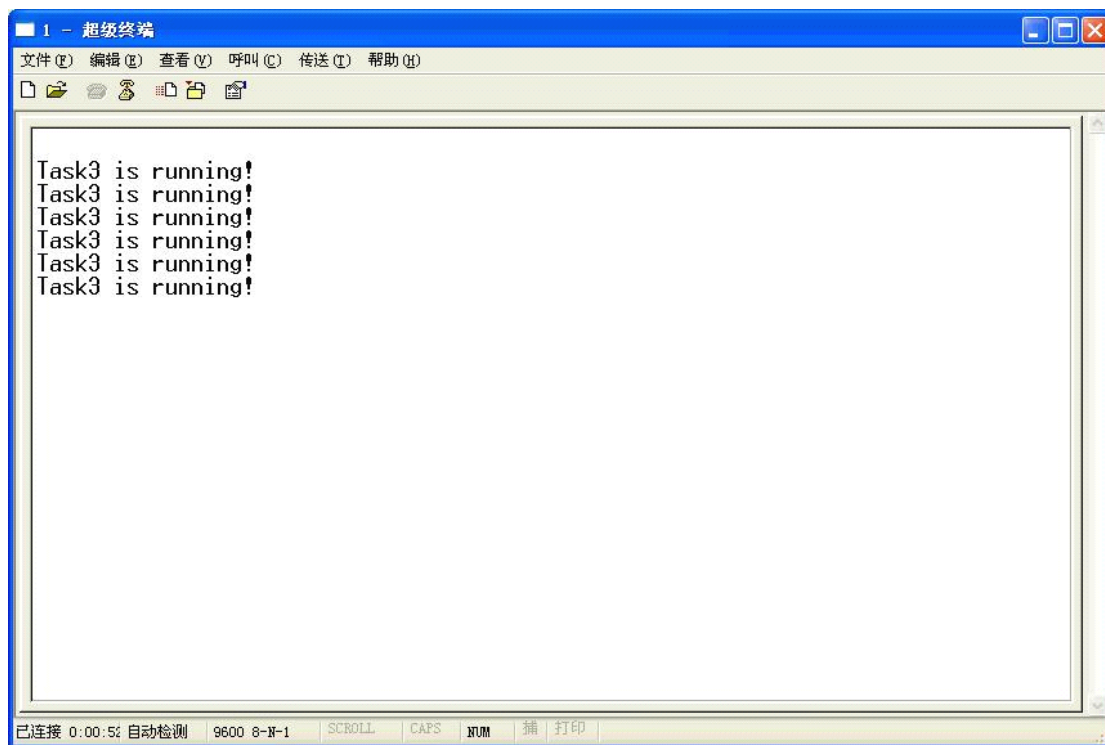 1 - 超级终端
文件(F) 编辑(E) 查看(V) 呼叫(C) 传送(T) 帮助(H)
Task3 is running!
Task3 is running!
Task3 is running!
Task3 is running!
Task3 is running!
Task3 is running!
已连接 0:00:52 自动检测 9600 8-N-1 SCROLL CAPS NUM 捕 打印